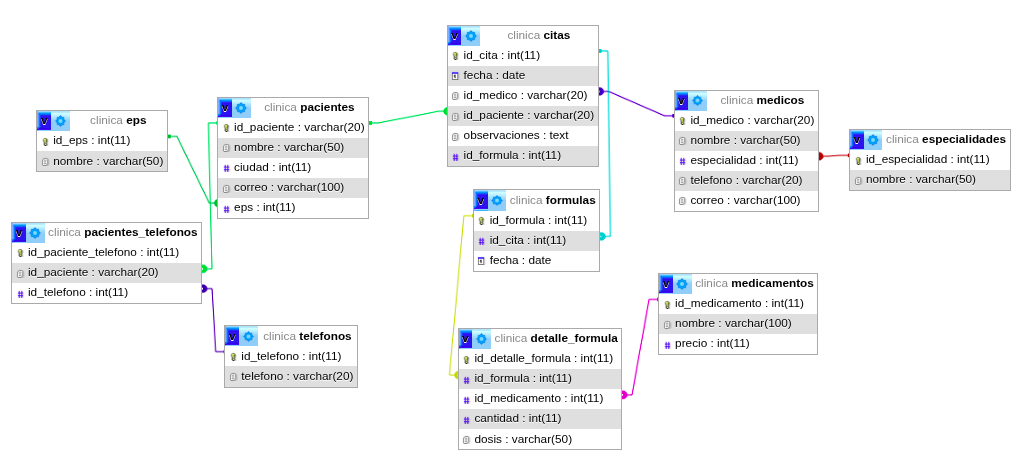 clinica eps
id_eps : int(11)
nombre : varchar(50)
clinica pacientes
id_paciente : varchar(20)
nombre : varchar(50)
ciudad : int(11)
correo : varchar(100)
eps : int(11)
clinica citas
id_cita : int(11)
fecha : date
id_medico : varchar(20)
id_paciente : varchar(20)
observaciones : text
id_formula : int(11)
clinica medicos
id_medico : varchar(20)
nombre : varchar(50)
especialidad : int(11)
telefono : varchar(20)
correo : varchar(100)
clinica especialidades
id_especialidad : int(11)
nombre : varchar(50)
clinica pacientes_telefonos
id_paciente_telefono : int(11)
id_paciente : varchar(20)
id_telefono : int(11)
clinica formulas
id_formula : int(11)
id_cita : int(11)
fecha : date
clinica telefonos
id_telefono : int(11)
telefono : varchar(20)
clinica detalle_formula
id_detalle_formula : int(11)
id_formula : int(11)
id_medicamento : int(11)
cantidad : int(11)
dosis : varchar(50)
clinica medicamentos
id_medicamento : int(11)
nombre : varchar(100)
precio : int(11)